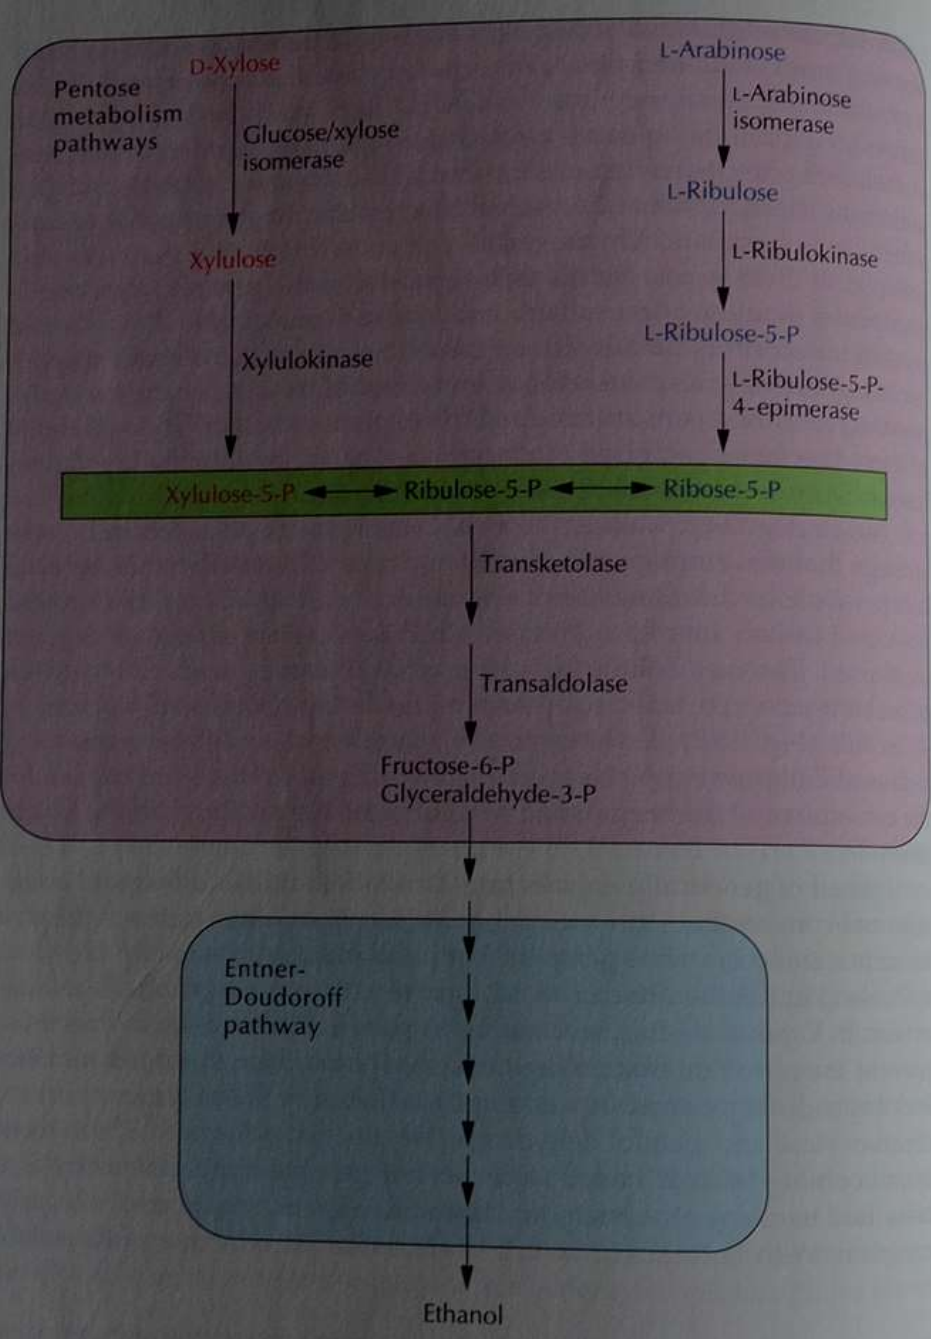 Pentose
metabolism
pathways
D-Xylose
Glucose/xylose
isomerase
Xylulose
Xylulokinase
L-Arabinose
L-Arabinose
isomerase
L-Ribulose
L-Ribulokinase
L-Ribulose-5-P
L-Ribulose-5-P-
4-epimerase
Xylulose-5-P Ribulose-5-P Ribose-5-P
Transketolase
Transaldolase
Fructose-6-P
Glyceraldehyde-3-P
Entner-
Doudoroff
pathway
Ethanol